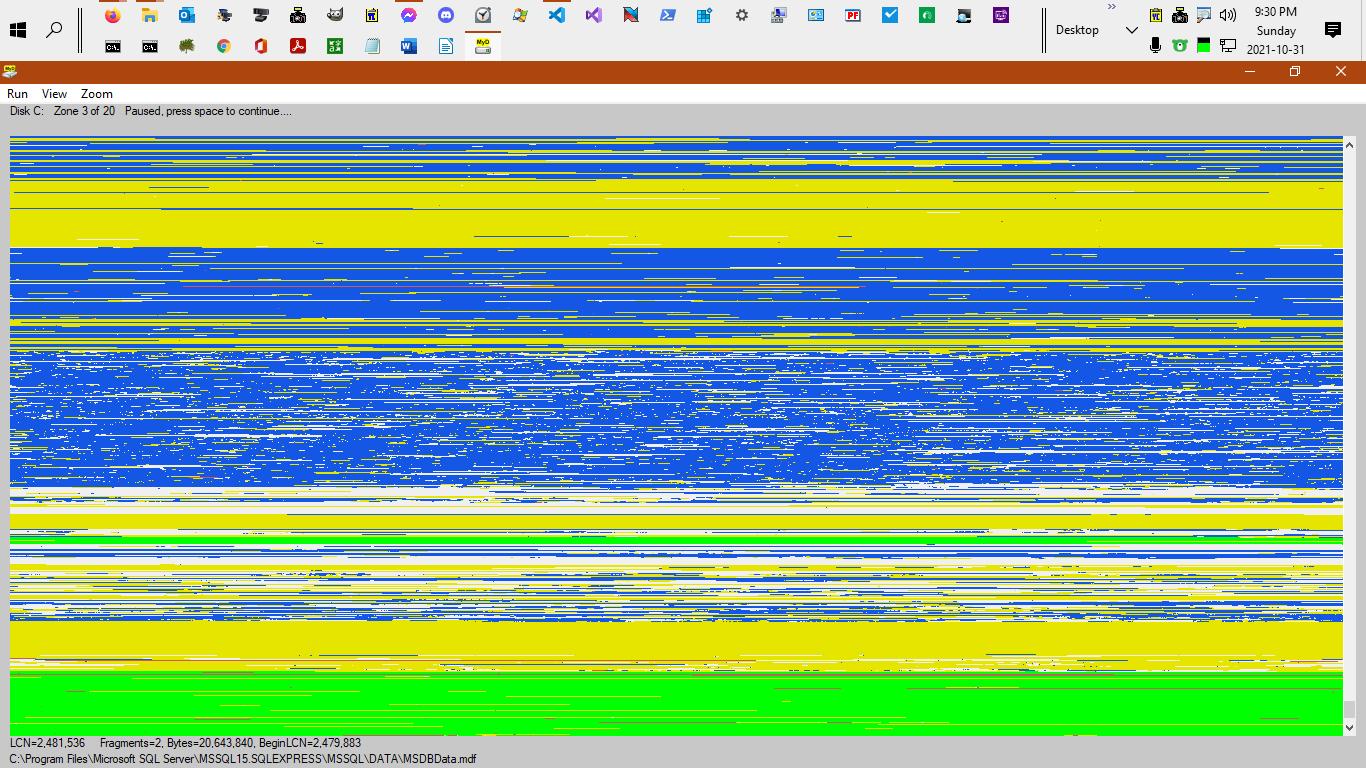 9:30 PM
Desktop
Sunday
2021-10-31
MyD
Run View Zoom
Disk C: Zone 3 of 20 Paused, press space to continue....
LCN=2,481,536 Fragments=2, Bytes=20,643,840, BeginLCN=2,479,883
C:\Program Files\Microsoft SQL Server\MSSQL15.SQLEXPRESS\MSSQL\DATA\MSDBData.mdf